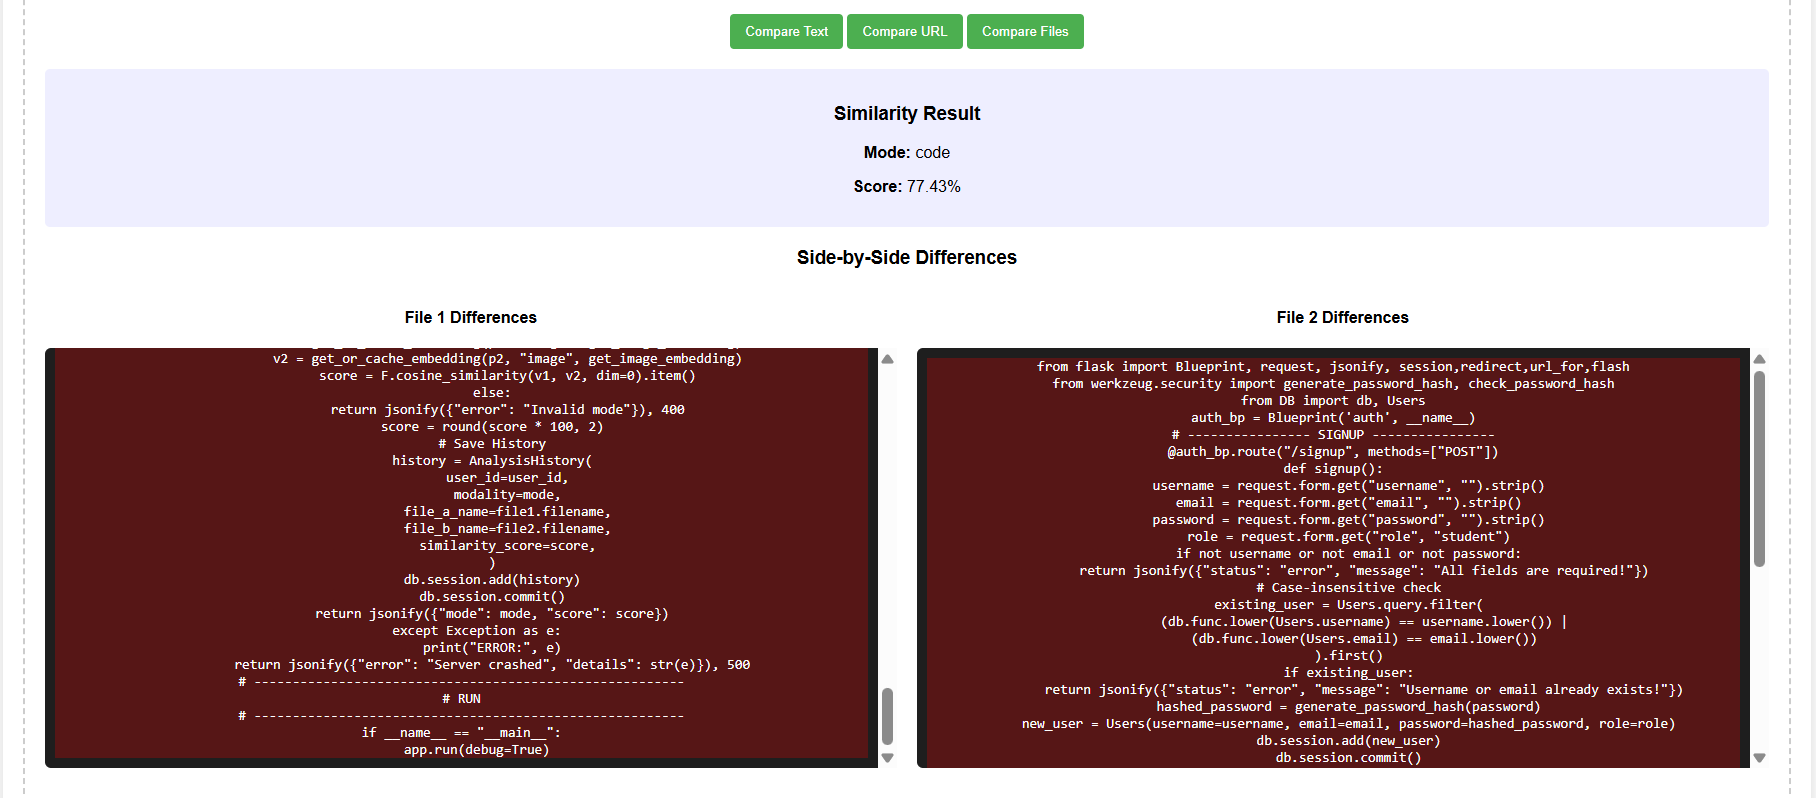 Compare Text Compare URL Compare Files
Similarity Result
Mode: code
Score: 77.43%
Side-by-Side Differences
File 1 Differences
v2 = get_or_cache_embedding(p2, "image", get_image_embedding)
score = F.cosine_similarity(v1, v2, dim=0).item()
else:
return jsonify({"error": "Invalid mode"}), 400
score = round(score * 100, 2)
# Save History
history = AnalysisHistory(
user_id=user_id,
modality=mode,
file_a_name=file1.filename,
file_b_name=file2.filename,
similarity_score=score,
)
db.session.add(history)
db.session.commit()
return jsonify({"mode": mode, "score": score})
except Exception as e:
print("ERROR:", e)
return jsonify({"error": "Server crashed", "details": str(e)}), 500
# --------------------------------------------------------
# RUN
# --------------------------------------------------------
if __name__ == "__main__":
app.run(debug=True)
File 2 Differences
from flask import Blueprint, request, jsonify, session,redirect,url_for,flash
from werkzeug.security import generate_password_hash, check_password_hash
from DB import db, Users
auth_bp = Blueprint('auth', __name__)
# ---------------- SIGNUP ----------------
@auth_bp.route("/signup", methods=["POST"])
def signup():
username = request.form.get("username", "").strip()
email = request.form.get("email", "").strip()
password = request.form.get("password", "").strip()
role = request.form.get("role", "student")
if not username or not email or not password:
return jsonify({"status": "error", "message": "All fields are required!"})
# Case-insensitive check
existing_user = Users.query.filter(
(db.func.lower(Users.username) == username.lower()) |
(db.func.lower(Users.email) == email.lower())
).first()
if existing_user:
return jsonify({"status": "error", "message": "Username or email already exists!"})
hashed_password = generate_password_hash(password)
new_user = Users(username=username, email=email, password=hashed_password, role=role)
db.session.add(new_user)
db.session.commit()